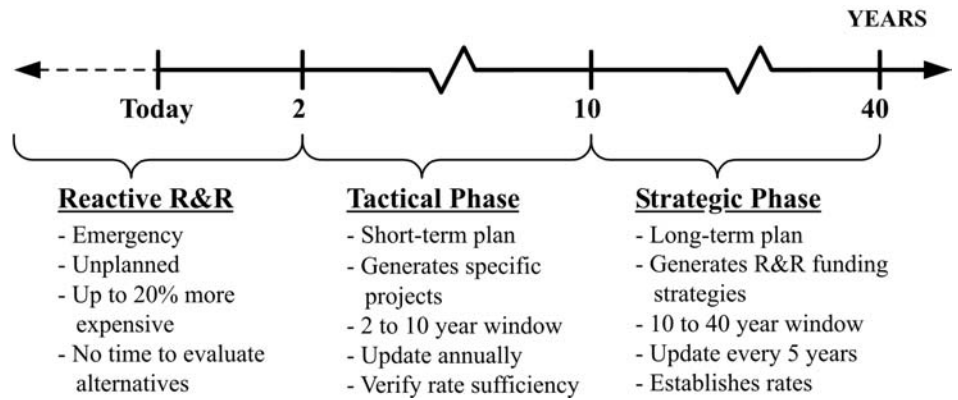 YEARS
Today
2
10
40
Reactive R&R
- Emergency
- Unplanned
- Up to 20% more
expensive
- No time to evaluate
alternatives
Tactical Phase
- Short-term plan
- Generates specific
projects
- 2 to 10 year window
- Update annually
- Verify rate sufficiency
Strategic Phase
- Long-term plan
- Generates R&R funding
strategies
- 10 to 40 year window
- Update every 5 years
- Establishes rates